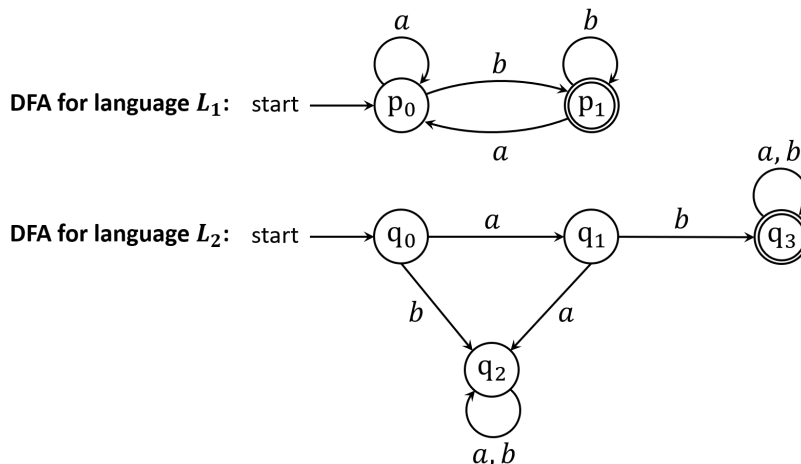 a
b
b
DFA for language L₁: start
p₀
p₁
a
a, b
DFA for language L₂: start
q₀
a
q₁
b
q₃
b
a
q₂
a, b